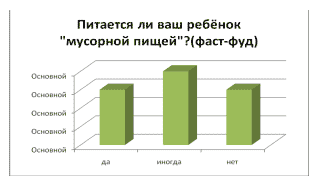 Питается ли ваш ребёнок
"мусорной пищей"?(фаст-фуд)
Основной
Основной
Основной
Основной
Основной
да иногда нет